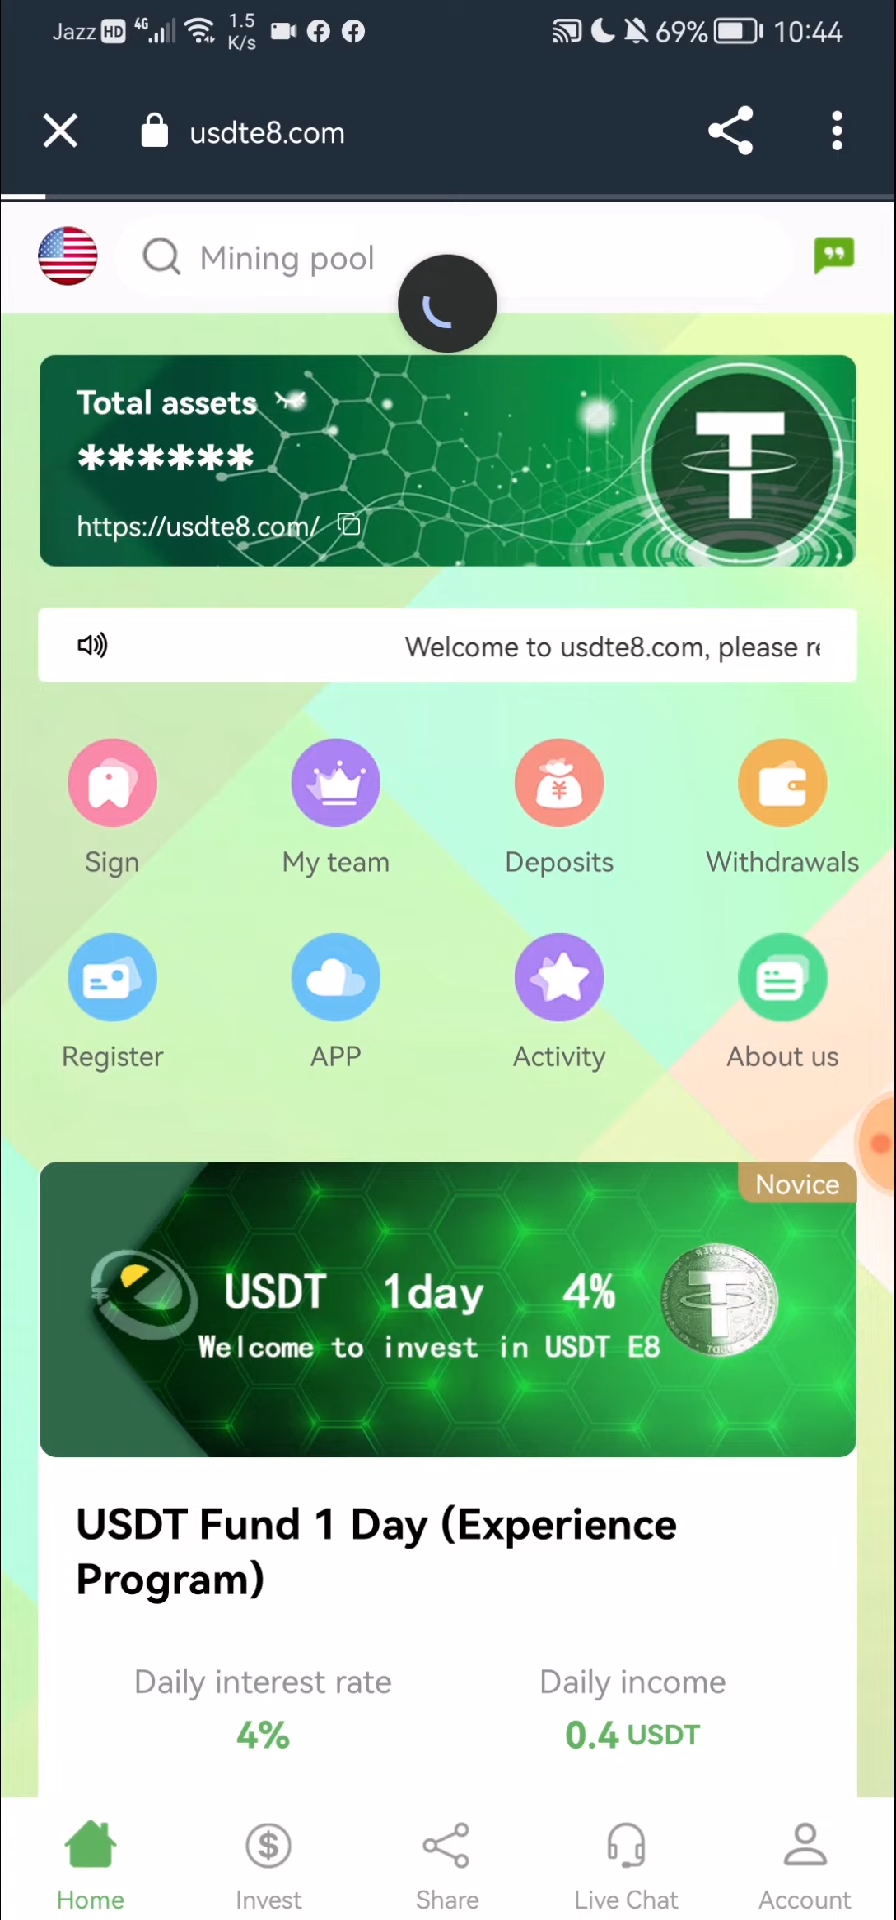 Jazz HD 4G 1.5 K/s 69% 10:44
usdte8.com
Mining pool
Total assets
******
https://usdte8.com/
Welcome to usdte8.com, please re
Sign My team Deposits Withdrawals
Register APP Activity About us
Novice
USDT 1day 4%
Welcome to invest in USDT E8
USDT Fund 1 Day (Experience
Program)
Daily interest rate Daily income
4% 0.4 USDT
Home Invest Share Live Chat Account